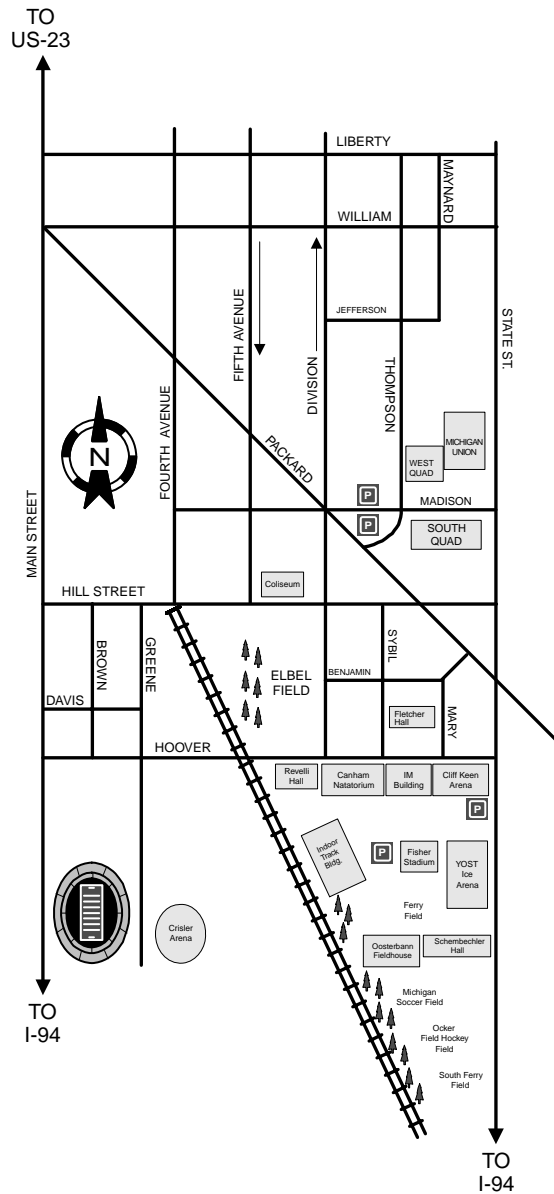 TO
US-23
LIBERTY
MAYNARD
WILLIAM
JEFFERSON
FIFTH AVENUE
DIVISION
THOMPSON
STATE ST.
FOURTH AVENUE
PACKARD
MICHIGAN
UNION
WEST
QUAD
N
P
MADISON
P
SOUTH
QUAD
MAIN STREET
Coliseum
HILL STREET
BROWN
GREENE
SYBIL
ELBEL
FIELD
BENJAMIN
DAVIS
Fletcher
Hall
MARY
HOOVER
Revelli
Hall
Canham
Natatorium
IM
Building
Cliff Keen
Arena
P
Indoor
Track
Bldg.
P
Fisher
Stadium
YOST
Ice
Arena
Ferry
Field
Crisler
Arena
Oosterbann
Fieldhouse
Schembechler
Hall
Michigan
Soccer Field
Ocker
Field Hockey
Field
South Ferry
Field
TO
I-94
TO
I-94